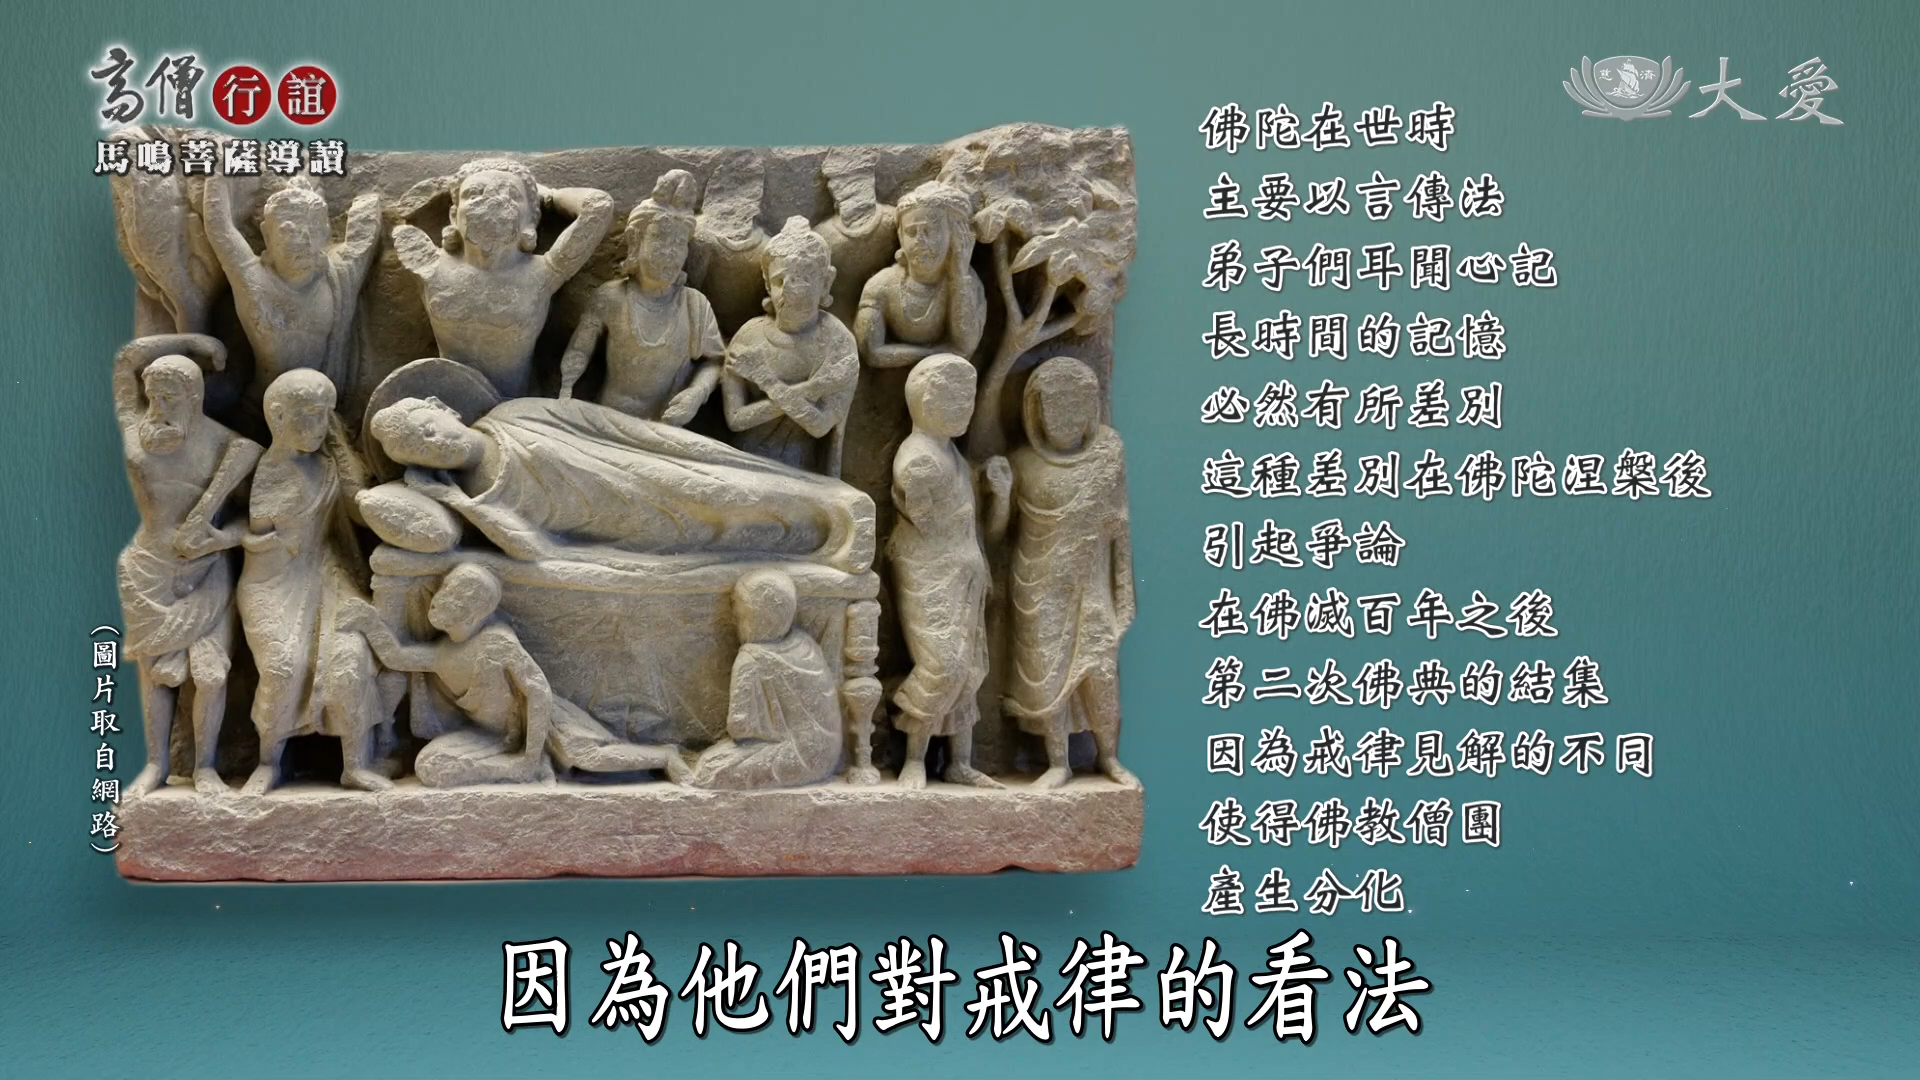 高僧行誼
馬鳴菩薩導讀
慈濟
大愛
佛陀在世時
主要以言傳法
弟子們耳聞心記
長時間的記憶
必然有所差別
這種差別在佛陀涅槃後
引起爭論
在佛滅百年之後
第二次佛典的結集
因為戒律見解的不同
使得佛教僧團
產生分化
（圖片取自網路）
因為他們對戒律的看法